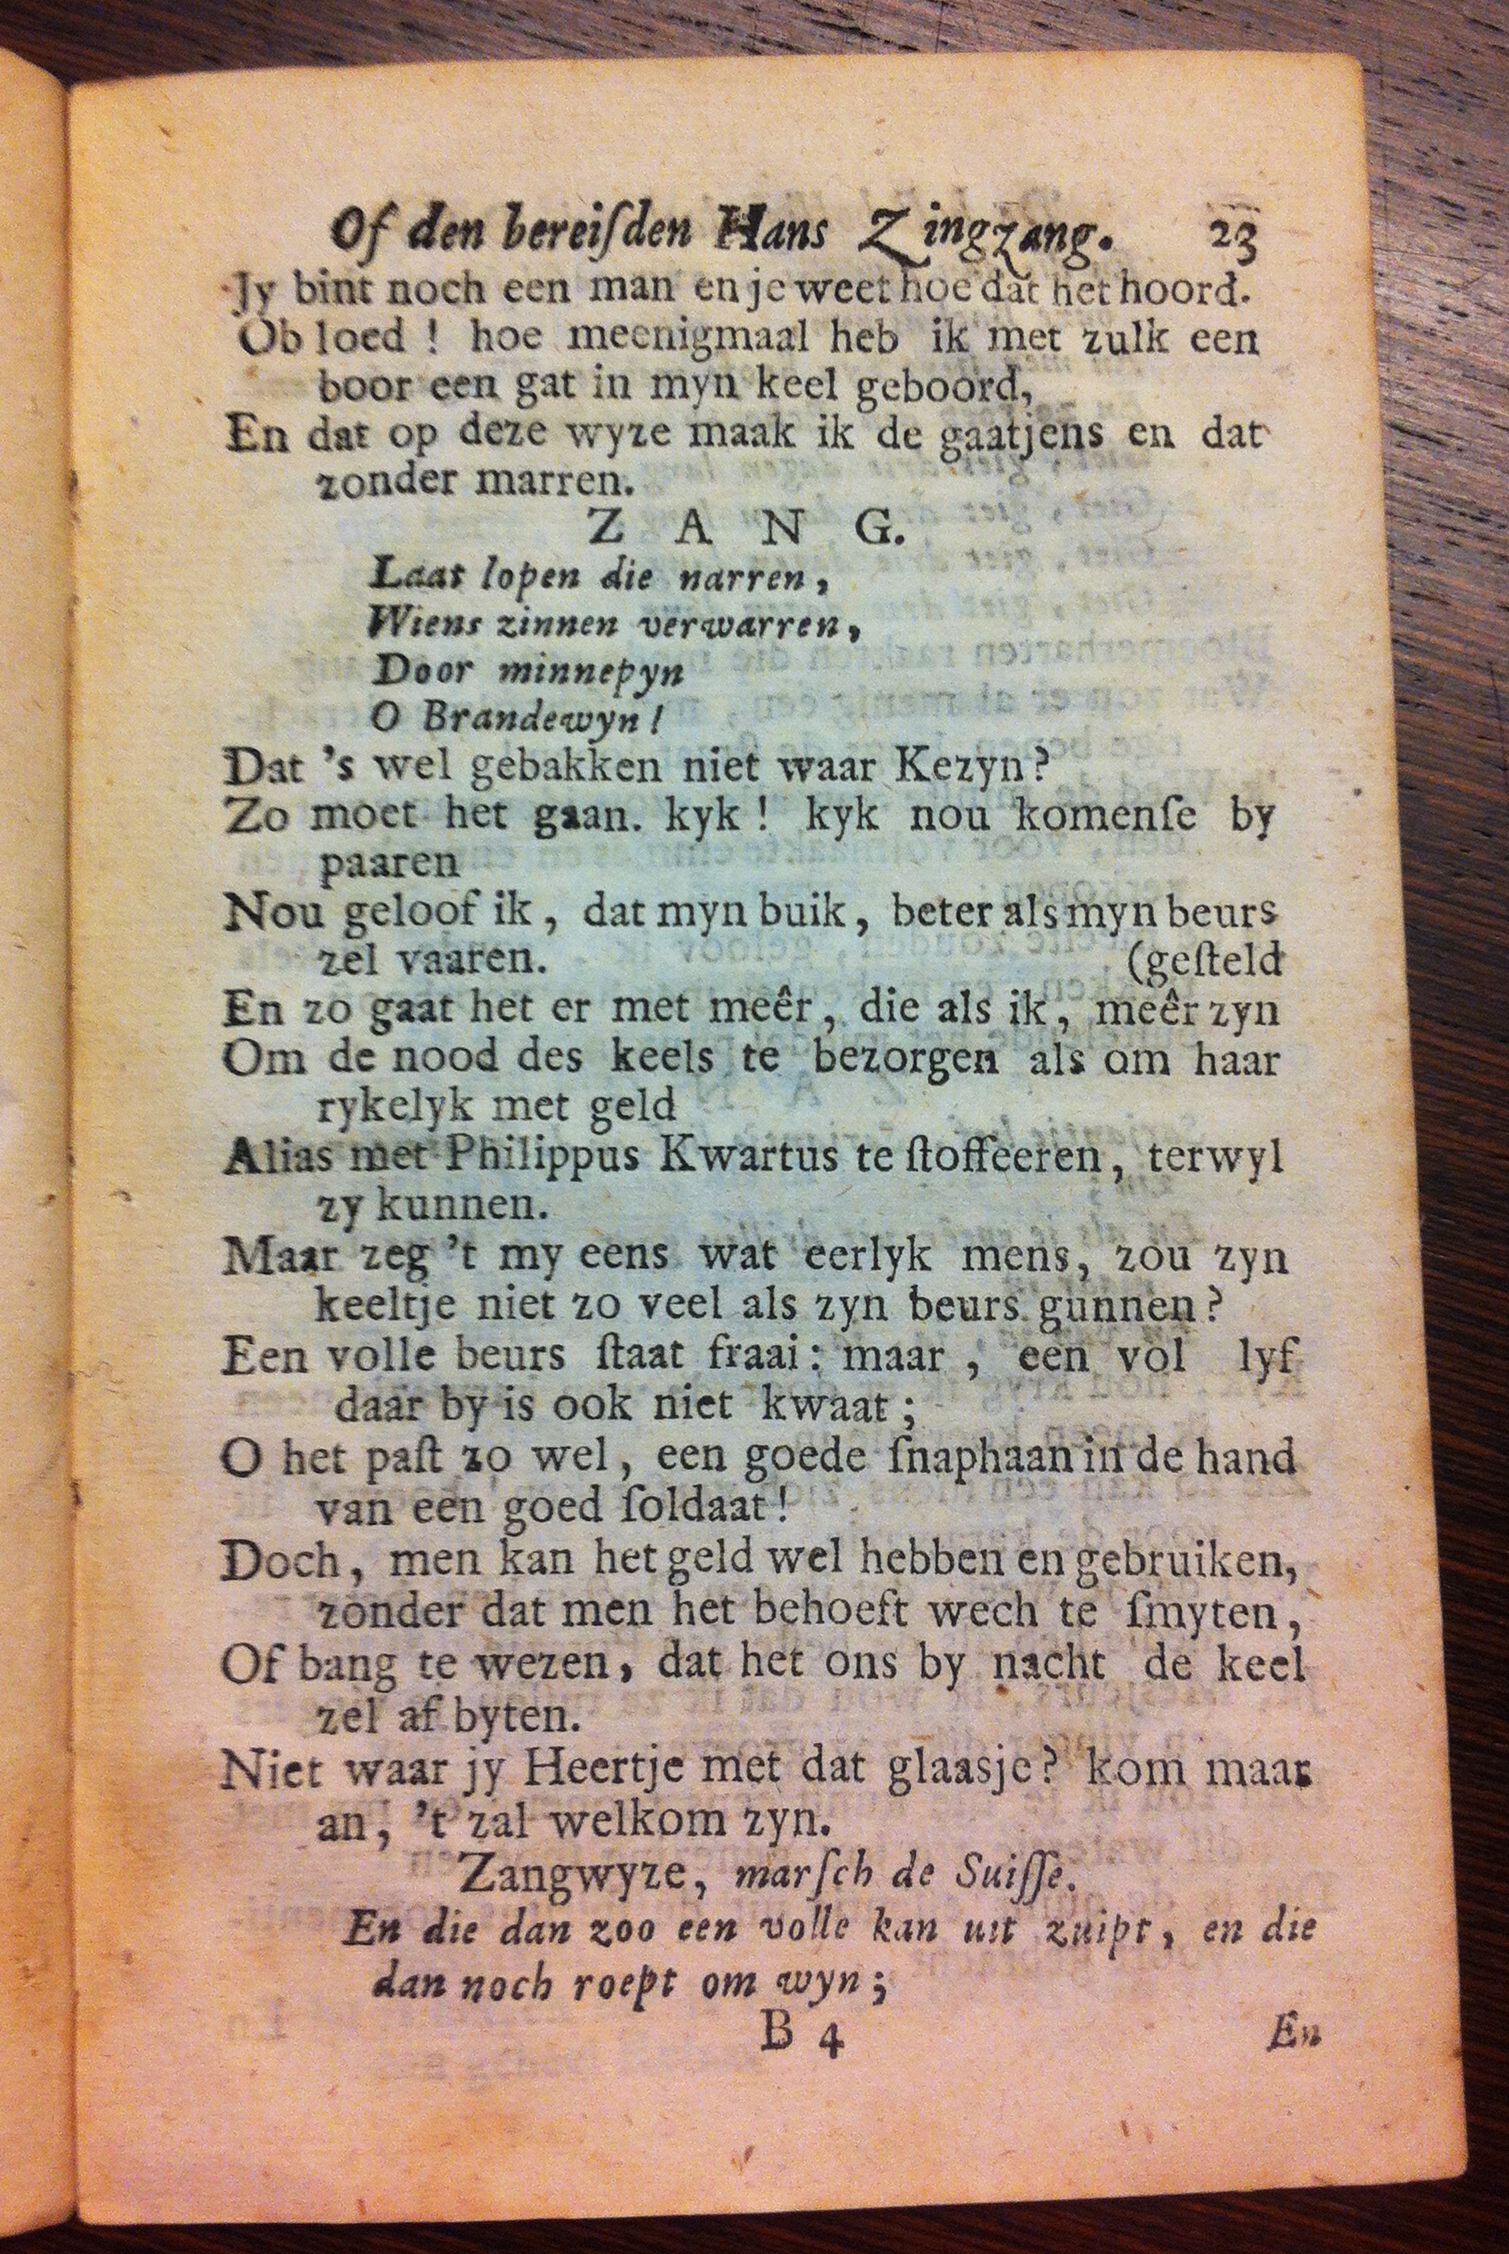 Of den bereiſden Hans Zingzang. 23
Jy bint noch een man en je weet hoe dat het hoord.
Ob loed ! hoe meenigmaal heb ik met zulk een
boor een gat in myn keel geboord,
En dat op deze wyze maak ik de gaatjens en dat
zonder marren.
Z A N G.
Laat lopen die narren,
Wiens zinnen verwarren,
Door minnepyn
O Brandewyn!
Dat 's wel gebakken niet waar Kezyn?
Zo moet het gaan. kyk ! kyk nou komenſe by
paaren
Nou geloof ik, dat myn buik, beter als myn beurs
zel vaaren. (geſteld
En zo gaat het er met meêr, die als ik, meêr zyn
Om de nood des keels te bezorgen als om haar
rykelyk met geld
Alias met Philippus Kwartus te ſtoffeeren, terwyl
zy kunnen.
Maar zeg 't my eens wat eerlyk mens, zou zyn
keeltje niet zo veel als zyn beurs gunnen?
Een volle beurs ſtaat fraai: maar, een vol lyf
daar by is ook niet kwaat;
O het paſt zo wel, een goede ſnaphaan in de hand
van een goed ſoldaat!
Doch, men kan het geld wel hebben en gebruiken,
zonder dat men het behoeft wech te ſmyten,
Of bang te wezen, dat het ons by nacht de keel
zel af byten.
Niet waar jy Heertje met dat glaasje? kom maar
an, 't zal welkom zyn.
Zangwyze, marſch de Suiſſe.
En die dan zoo een volle kan uit zuipt, en die
dan noch roept om wyn;
B 4 En